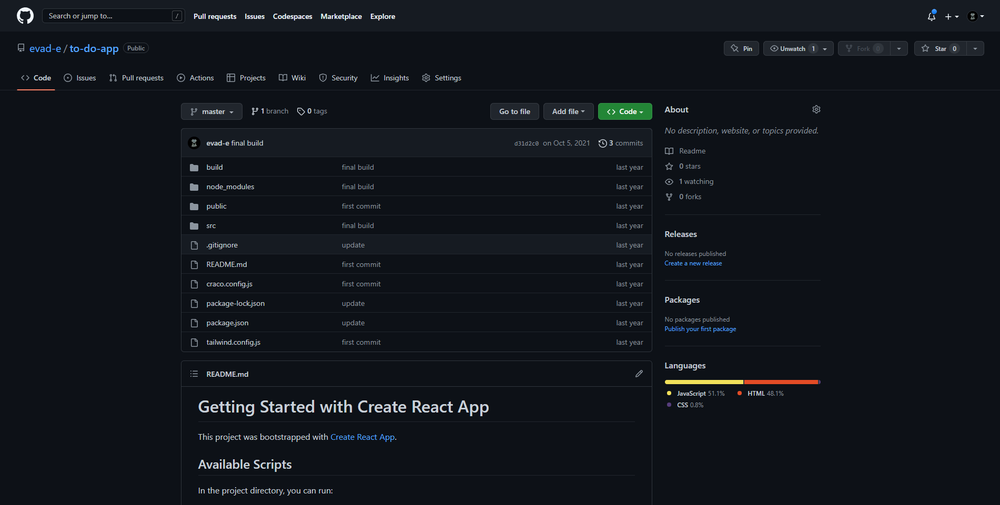 Search or jump to... /
Pull requests Issues Codespaces Marketplace Explore
evad-e / to-do-app Public
Pin Unwatch 1 Fork 0 Star 0
Code Issues Pull requests Actions Projects Wiki Security Insights Settings
master 1 branch 0 tags Go to file Add file Code
evad-e final build d31d2c0 on Oct 5, 2021 3 commits
build final build last year
node_modules final build last year
public first commit last year
src final build last year
.gitignore update last year
README.md first commit last year
craco.config.js first commit last year
package-lock.json update last year
package.json update last year
tailwind.config.js first commit last year
README.md
Getting Started with Create React App
This project was bootstrapped with Create React App.
Available Scripts
In the project directory, you can run:
About
No description, website, or topics provided.
Readme
0 stars
1 watching
0 forks
Releases
No releases published
Create a new release
Packages
No packages published
Publish your first package
Languages
JavaScript 51.1% HTML 48.1%
CSS 0.8%